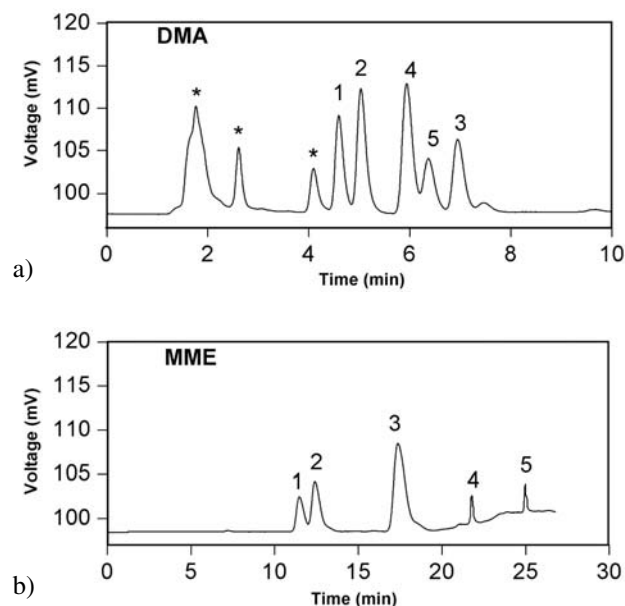 120
DMA
115
110
105
100
Voltage (mV)
* * * 1 2 4 5 3
0 2 4 6 8 10
Time (min)
a)
120
MME
115
110
105
100
Voltage (mV)
1 2 3 4 5
0 5 10 15 20 25 30
Time (min)
b)